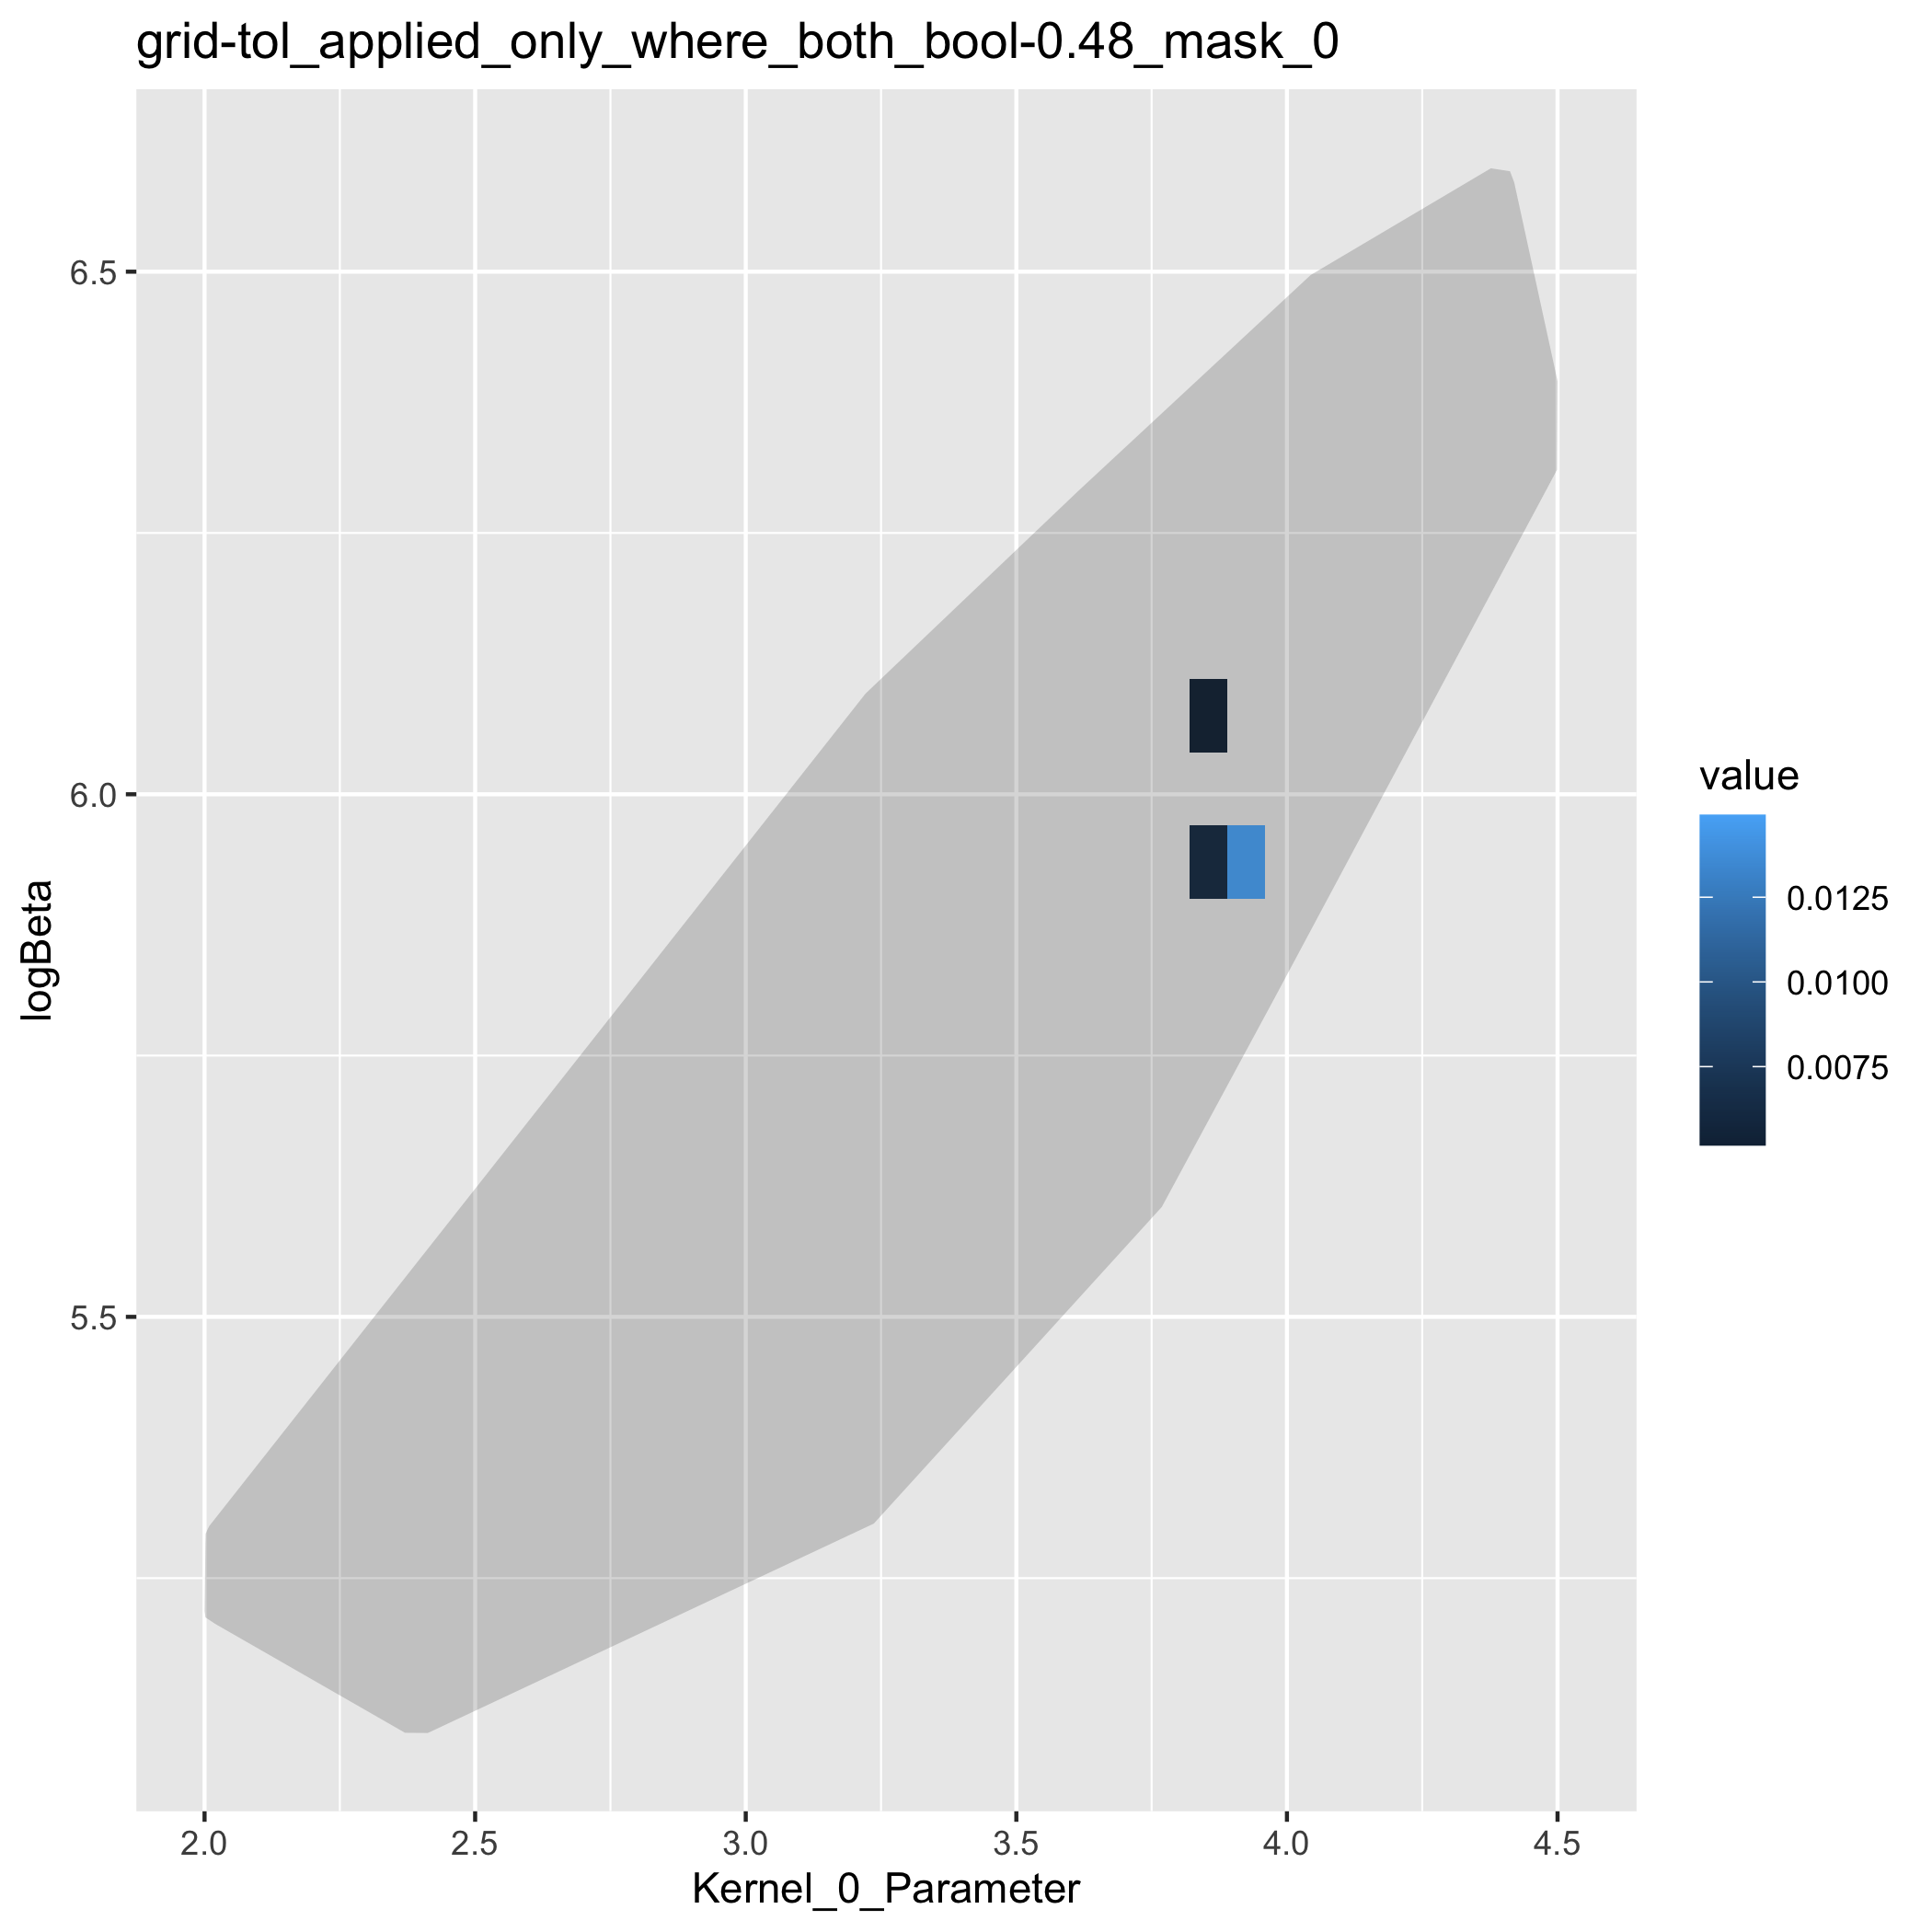 grid-tol_applied_only_where_both_bool-0.48_mask_0
6.5
6.0
5.5
logBeta
2.0 2.5 3.0 3.5 4.0 4.5
Kernel_0_Parameter
value
0.0125
0.0100
0.0075